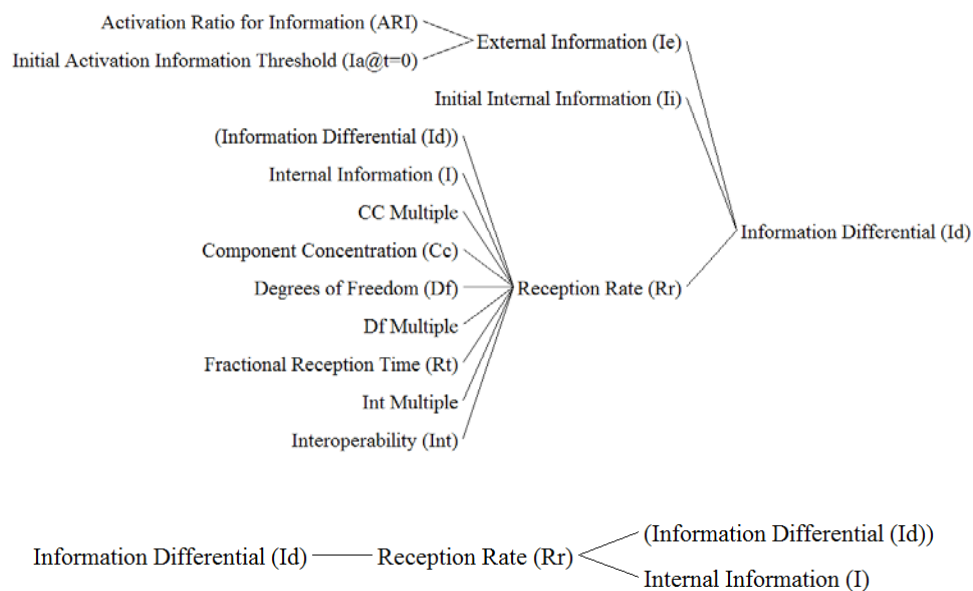 Activation Ratio for Information (ARI)
External Information (Ie)
Initial Activation Information Threshold (Ia@t=0)
Initial Internal Information (Ii)
(Information Differential (Id))
Internal Information (I)
CC Multiple
Information Differential (Id)
Component Concentration (Cc)
Degrees of Freedom (Df)
Reception Rate (Rr)
Df Multiple
Fractional Reception Time (Rt)
Int Multiple
Interoperability (Int)
Information Differential (Id)
Reception Rate (Rr)
(Information Differential (Id))
Internal Information (I)